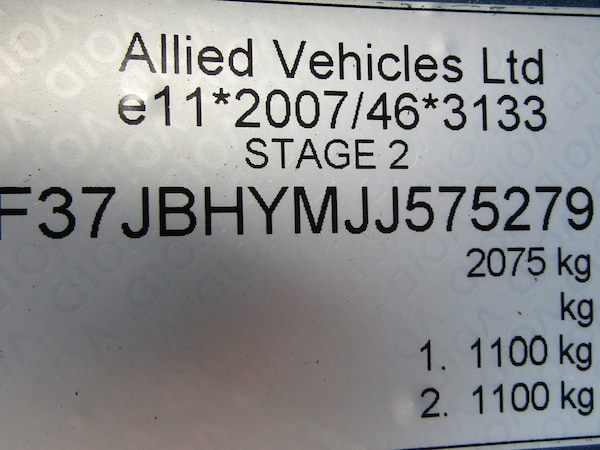 Allied Vehicles Ltd
e11*2007/46*3133
STAGE 2
F37JBHYMJJ575279
2075 kg
kg
1. 1100 kg
2. 1100 kg